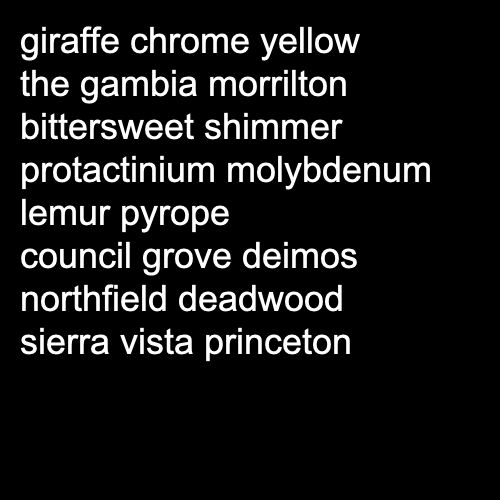 giraffe chrome yellow
the gambia morrilton
bittersweet shimmer
protactinium molybdenum
lemur pyrope
council grove deimos
northfield deadwood
sierra vista princeton